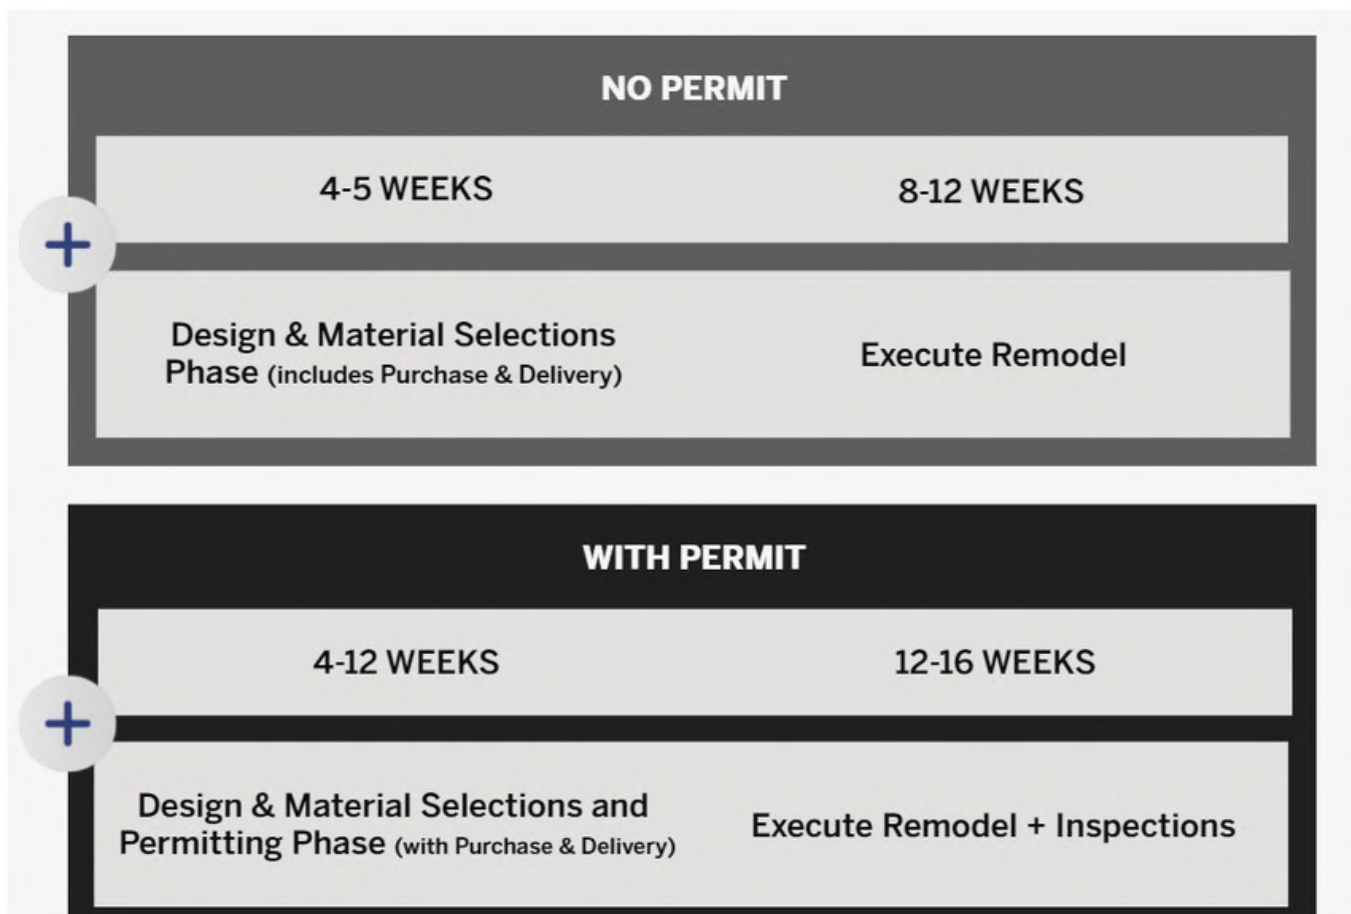 NO PERMIT
4-5 WEEKS
8-12 WEEKS
Design & Material Selections
Phase (includes Purchase & Delivery)
Execute Remodel
WITH PERMIT
4-12 WEEKS
12-16 WEEKS
Design & Material Selections and
Permitting Phase (with Purchase & Delivery)
Execute Remodel + Inspections